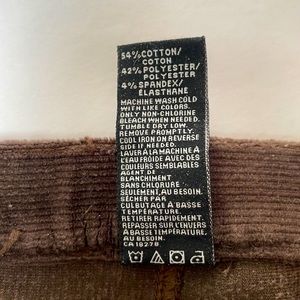 54% COTTON/
COTON
42% POLYESTER/
POLYESTER
4% SPANDEX/
ÉLASTHANE
MACHINE WASH COLD
WITH LIKE COLORS.
ONLY NON-CHLORINE
BLEACH WHEN NEEDED.
TUMBLE DRY LOW.
REMOVE PROMPTLY.
COOL IRON ON REVERSE
SIDE IF NEEDED.
LAVER À LA MACHINE À
L'EAU FROIDE AVEC DES
COULEURS SEMBLABLES
AGENT DE
BLANCHIMENT
SANS CHLORURE
SEULEMENT, AU BESOIN.
SÉCHER PAR
CULBUTAGE À BASSE
TEMPÉRATURE.
RETIRER RAPIDEMENT.
REPASSER SUR L'ENVERS
À BASSE TEMPÉRATURE
AU BESOIN.
CA 18278